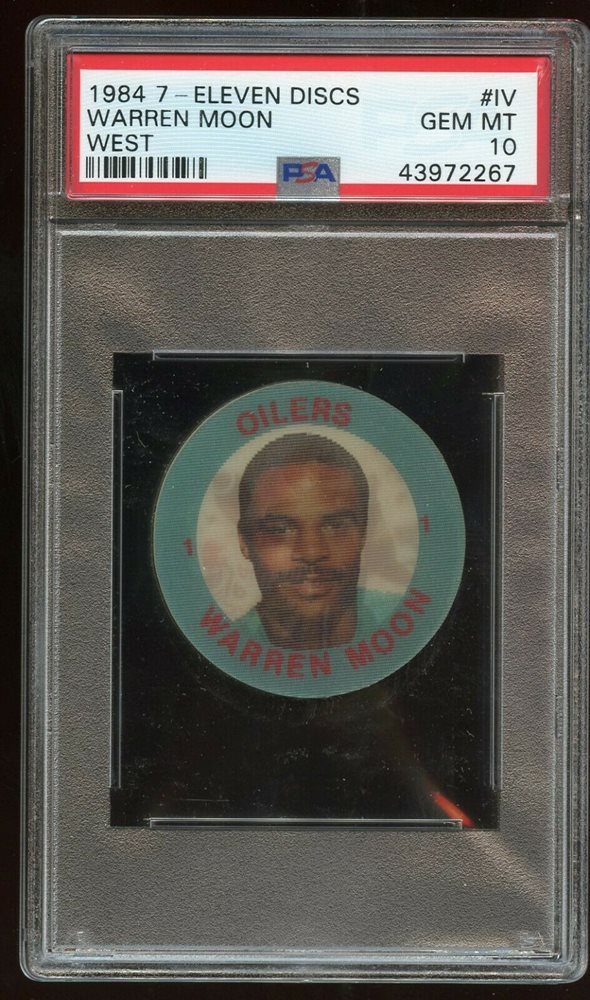 1984 7-ELEVEN DISCS #IV
WARREN MOON GEM MT
WEST 10
PSA 43972267
OILERS
1 1
WARREN MOON